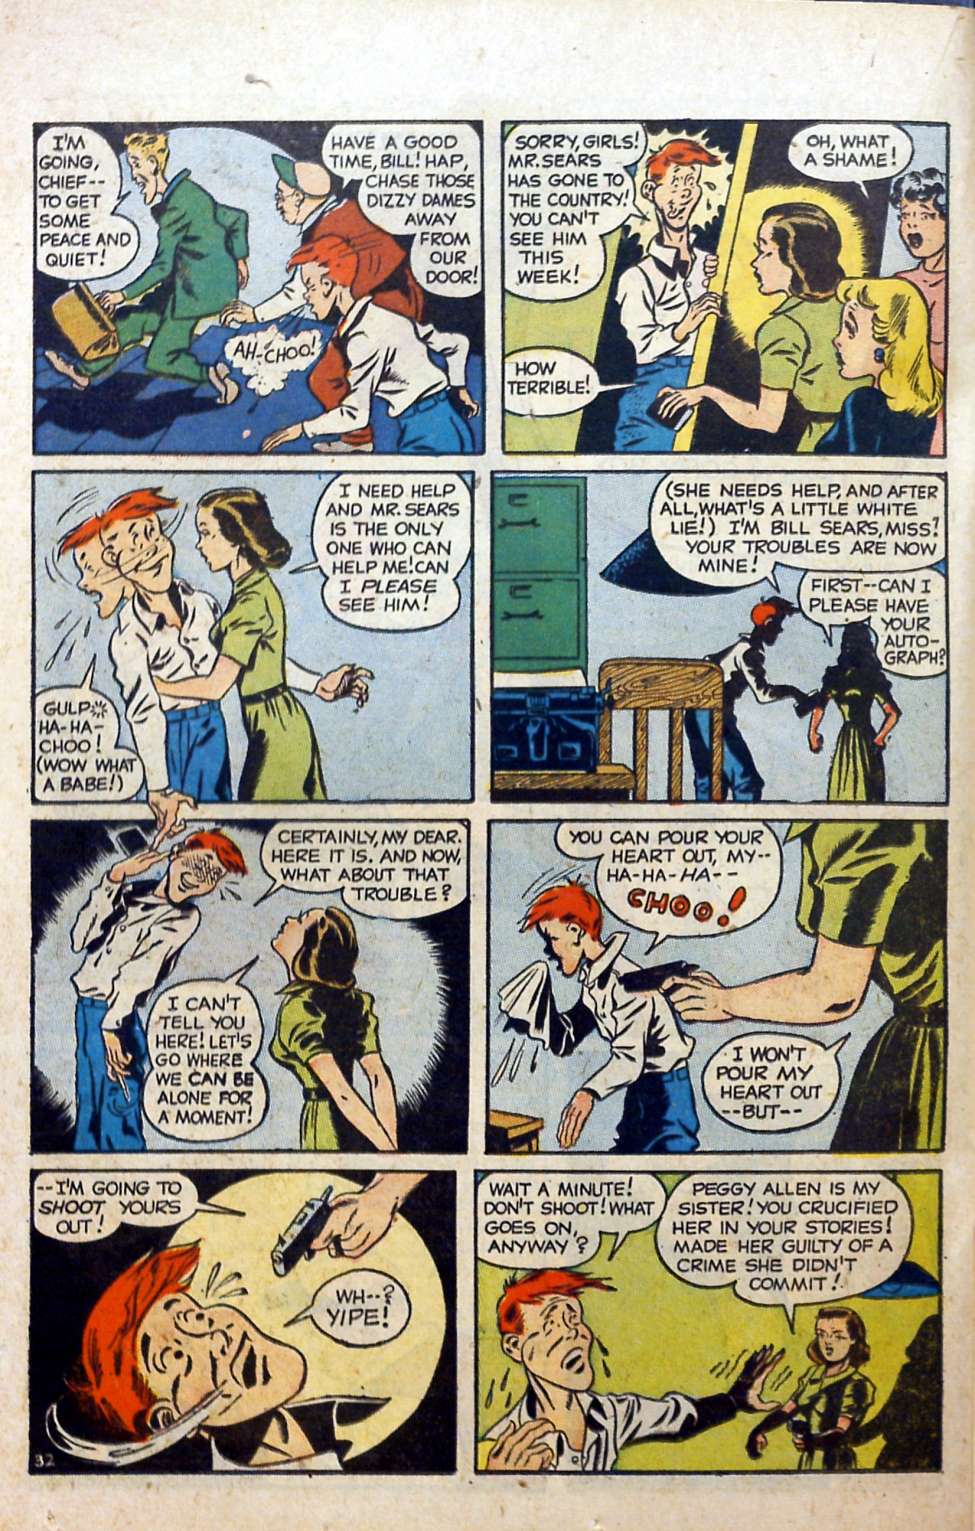 I'M
GOING,
CHIEF--
TO GET
SOME
PEACE AND
QUIET!
HAVE A GOOD
TIME, BILL! HAP,
CHASE THOSE
DIZZY DAMES
AWAY
FROM
OUR
DOOR!
AH-CHOO!
SORRY, GIRLS!
MR. SEARS
HAS GONE TO
THE COUNTRY!
YOU CAN'T
SEE HIM
THIS
WEEK!
OH, WHAT
A SHAME!
HOW
TERRIBLE!
I NEED HELP
AND MR. SEARS
IS THE ONLY
ONE WHO CAN
HELP ME! CAN
I PLEASE
SEE HIM!
GULP
HA-HA-
CHOO!
(WOW WHAT
A BABE!)
(SHE NEEDS HELP, AND AFTER
ALL, WHAT'S A LITTLE WHITE
LIE!) I'M BILL SEARS, MISS!
YOUR TROUBLES ARE NOW
MINE!
FIRST--CAN I
PLEASE HAVE
YOUR
AUTO-
GRAPH?
CERTAINLY, MY DEAR.
HERE IT IS. AND NOW,
WHAT ABOUT THAT
TROUBLE?
I CAN'T
TELL YOU
HERE! LET'S
GO WHERE
WE CAN BE
ALONE FOR
A MOMENT!
YOU CAN POUR YOUR
HEART OUT, MY--
HA-HA-HA--
CHOO!
I WON'T
POUR MY
HEART OUT
--BUT--
--I'M GOING TO
SHOOT YOURS
OUT!
WH--?
YIPE!
32
WAIT A MINUTE!
DON'T SHOOT! WHAT
GOES ON,
ANYWAY?
PEGGY ALLEN IS MY
SISTER! YOU CRUCIFIED
HER IN YOUR STORIES!
MADE HER GUILTY OF A
CRIME SHE DIDN'T
COMMIT!